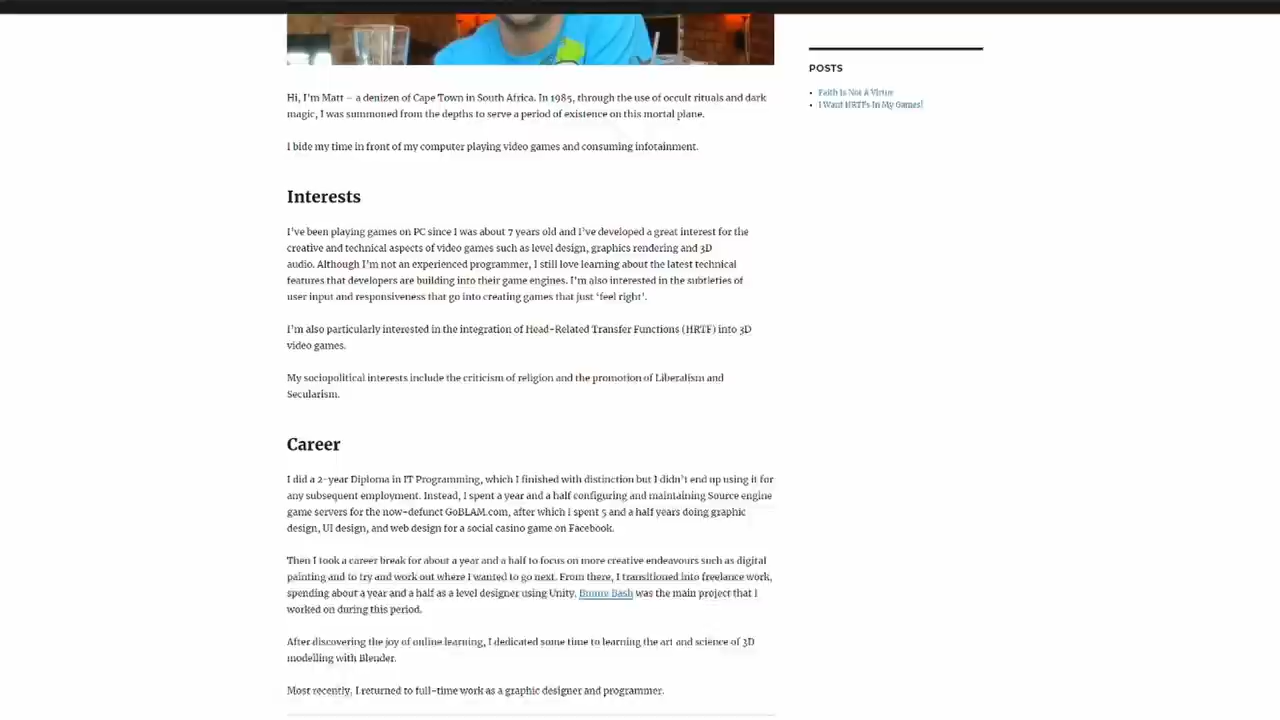 Hi, I'm Matt – a denizen of Cape Town in South Africa. In 1985, through the use of occult rituals and dark
magic, I was summoned from the depths to serve a period of existence on this mortal plane.
I bide my time in front of my computer playing video games and consuming infotainment.
Interests
I've been playing games on PC since I was about 7 years old and I've developed a great interest for the
creative and technical aspects of video games such as level design, graphics rendering and 3D
audio. Although I'm not an experienced programmer, I still love learning about the latest technical
features that developers are building into their game engines. I'm also interested in the subtleties of
user input and responsiveness that go into creating games that just 'feel right'.
I'm also particularly interested in the integration of Head-Related Transfer Functions (HRTF) into 3D
video games.
My sociopolitical interests include the criticism of religion and the promotion of Liberalism and
Secularism.
Career
I did a 2-year Diploma in IT Programming, which I finished with distinction but I didn't end up using it for
any subsequent employment. Instead, I spent a year and a half configuring and maintaining Source engine
game servers for the now-defunct GoBLAM.com, after which I spent 5 and a half years doing graphic
design, UI design, and web design for a social casino game on Facebook.
Then I took a career break for about a year and a half to focus on more creative endeavours such as digital
painting and to try and work out where I wanted to go next. From there, I transitioned into freelance work,
spending about a year and a half as a level designer using Unity. Bunny Bash was the main project that I
worked on during this period.
After discovering the joy of online learning, I dedicated some time to learning the art and science of 3D
modelling with Blender.
Most recently, I returned to full-time work as a graphic designer and programmer.
POSTS
Faith Is Not A Virtue
I Want HRTFs In My Games!